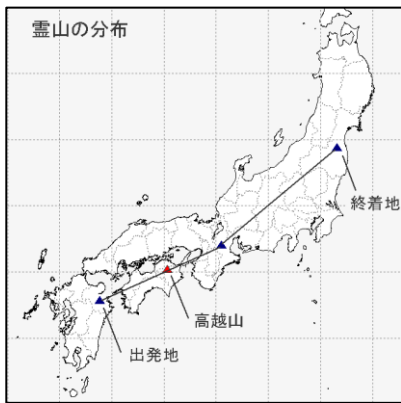 霊山の分布
終着地
高越山
出発地